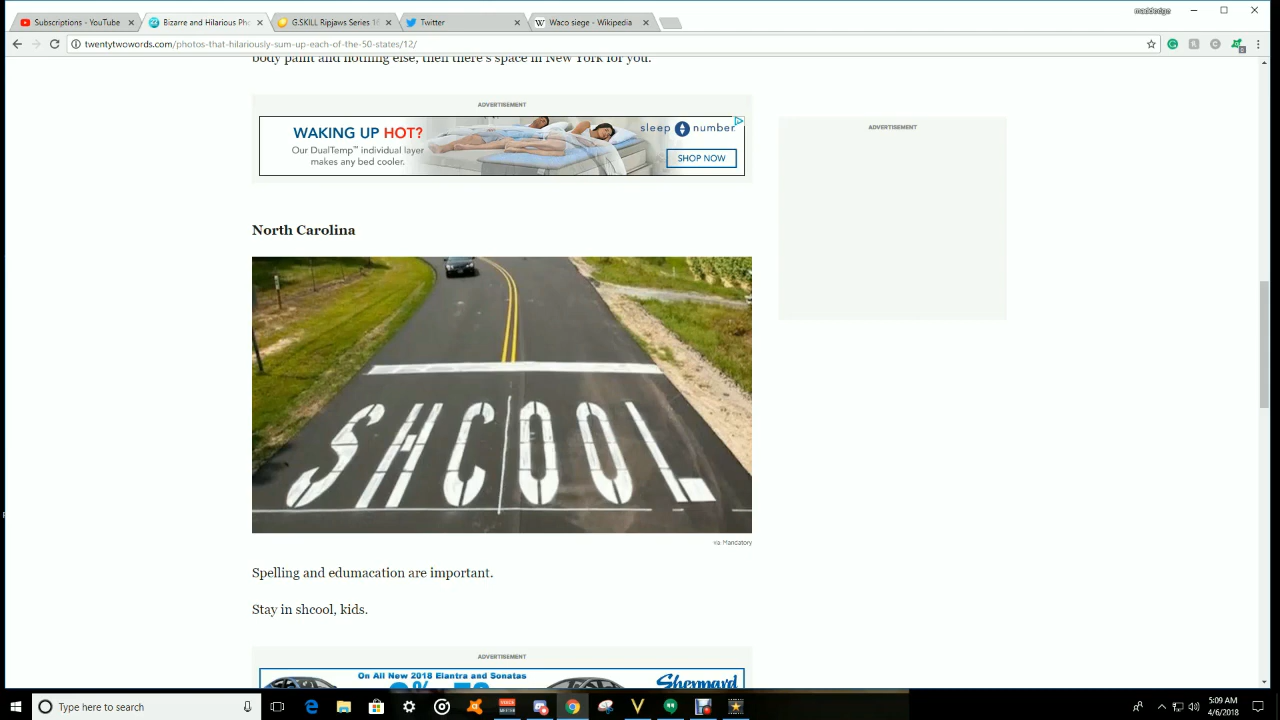 maddodge
Subscriptions - YouTube
Bizarre and Hilarious Ph
G.SKILL Ripjaws Series 1
Twitter
Waco siege - Wikipedia
twentytwowords.com/photos-that-hilariously-sum-up-each-of-the-50-states/12/
body paint and nothing else, then there's space in New York for you.
ADVERTISEMENT
WAKING UP HOT?
Our DualTemp™ individual layer
makes any bed cooler.
sleep number.
SHOP NOW
ADVERTISEMENT
North Carolina
SHCOOL
via Mandatory
Spelling and edumacation are important.
Stay in shcool, kids.
ADVERTISEMENT
On All New 2018 Elantra and Sonatas
Sheppard
Type here to search
5:09 AM
4/6/2018